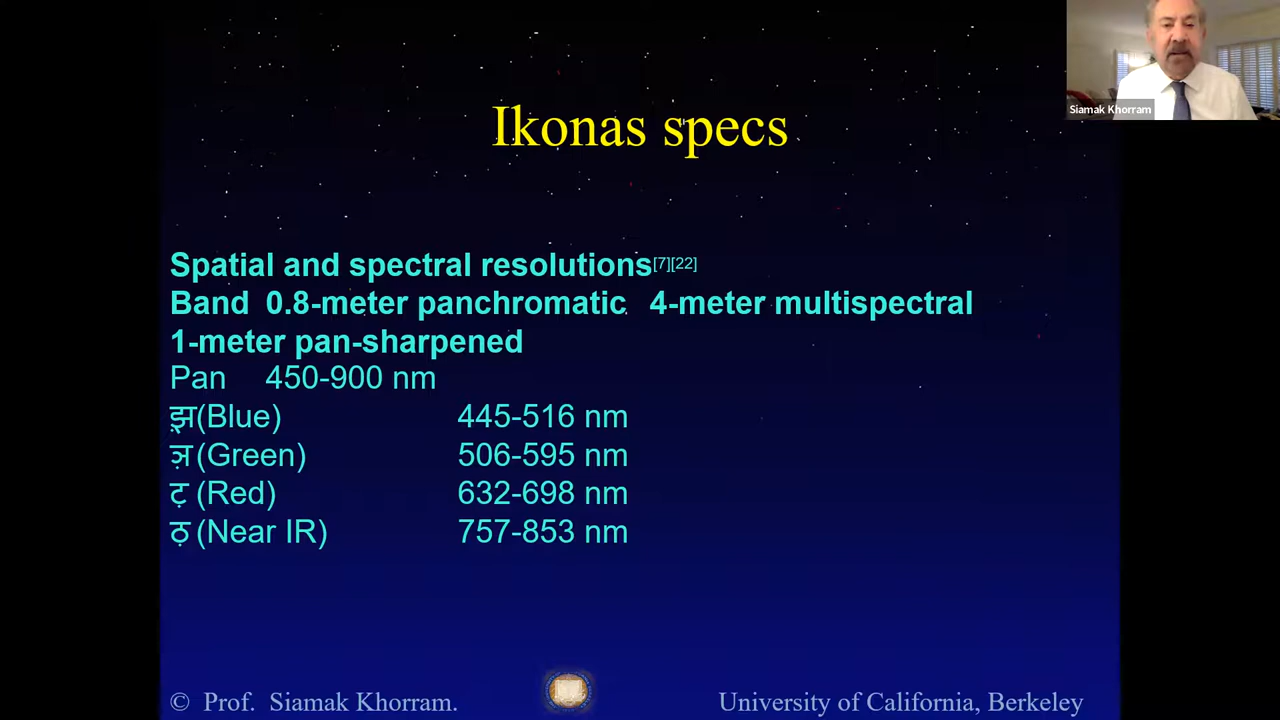 Siamak Khorram
Ikonas specs
Spatial and spectral resolutions[7][22]
Band 0.8-meter panchromatic 4-meter multispectral
1-meter pan-sharpened
Pan 450-900 nm
झ़(Blue) 445-516 nm
ञ़ (Green) 506-595 nm
ट़ (Red) 632-698 nm
ठ़ (Near IR) 757-853 nm
© Prof. Siamak Khorram. University of California, Berkeley